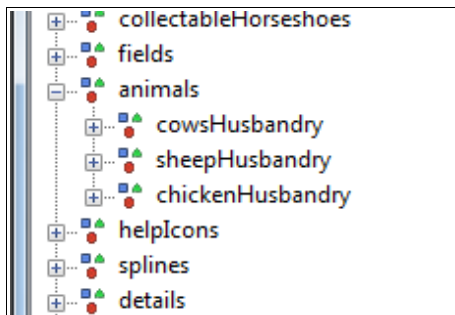 collectableHorseshoes
fields
animals
cowsHusbandry
sheepHusbandry
chickenHusbandry
helpIcons
splines
details